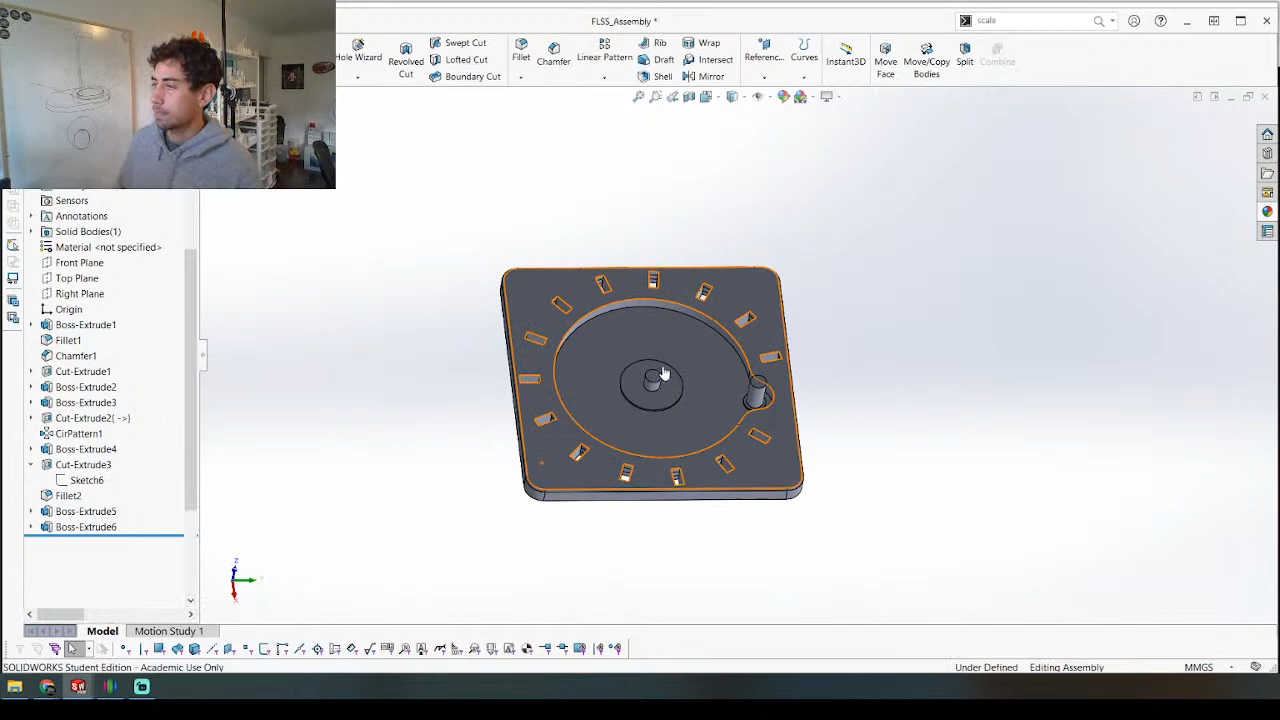 FLSS_Assembly *
scale
Hole Wizard
Revolved Cut
Swept Cut
Lofted Cut
Boundary Cut
Fillet
Chamfer
Linear Pattern
Rib
Draft
Shell
Wrap
Intersect
Mirror
Referenc...
Curves
Instant3D
Move Face
Move/Copy Bodies
Split
Combine
Sensors
Annotations
Solid Bodies(1)
Material <not specified>
Front Plane
Top Plane
Right Plane
Origin
Boss-Extrude1
Fillet1
Chamfer1
Cut-Extrude1
Boss-Extrude2
Boss-Extrude3
Cut-Extrude2{ ->}
CirPattern1
Boss-Extrude4
Cut-Extrude3
Sketch6
Fillet2
Boss-Extrude5
Boss-Extrude6
Z
X
Model
Motion Study 1
SOLIDWORKS Student Edition - Academic Use Only
Under Defined
Editing Assembly
MMGS